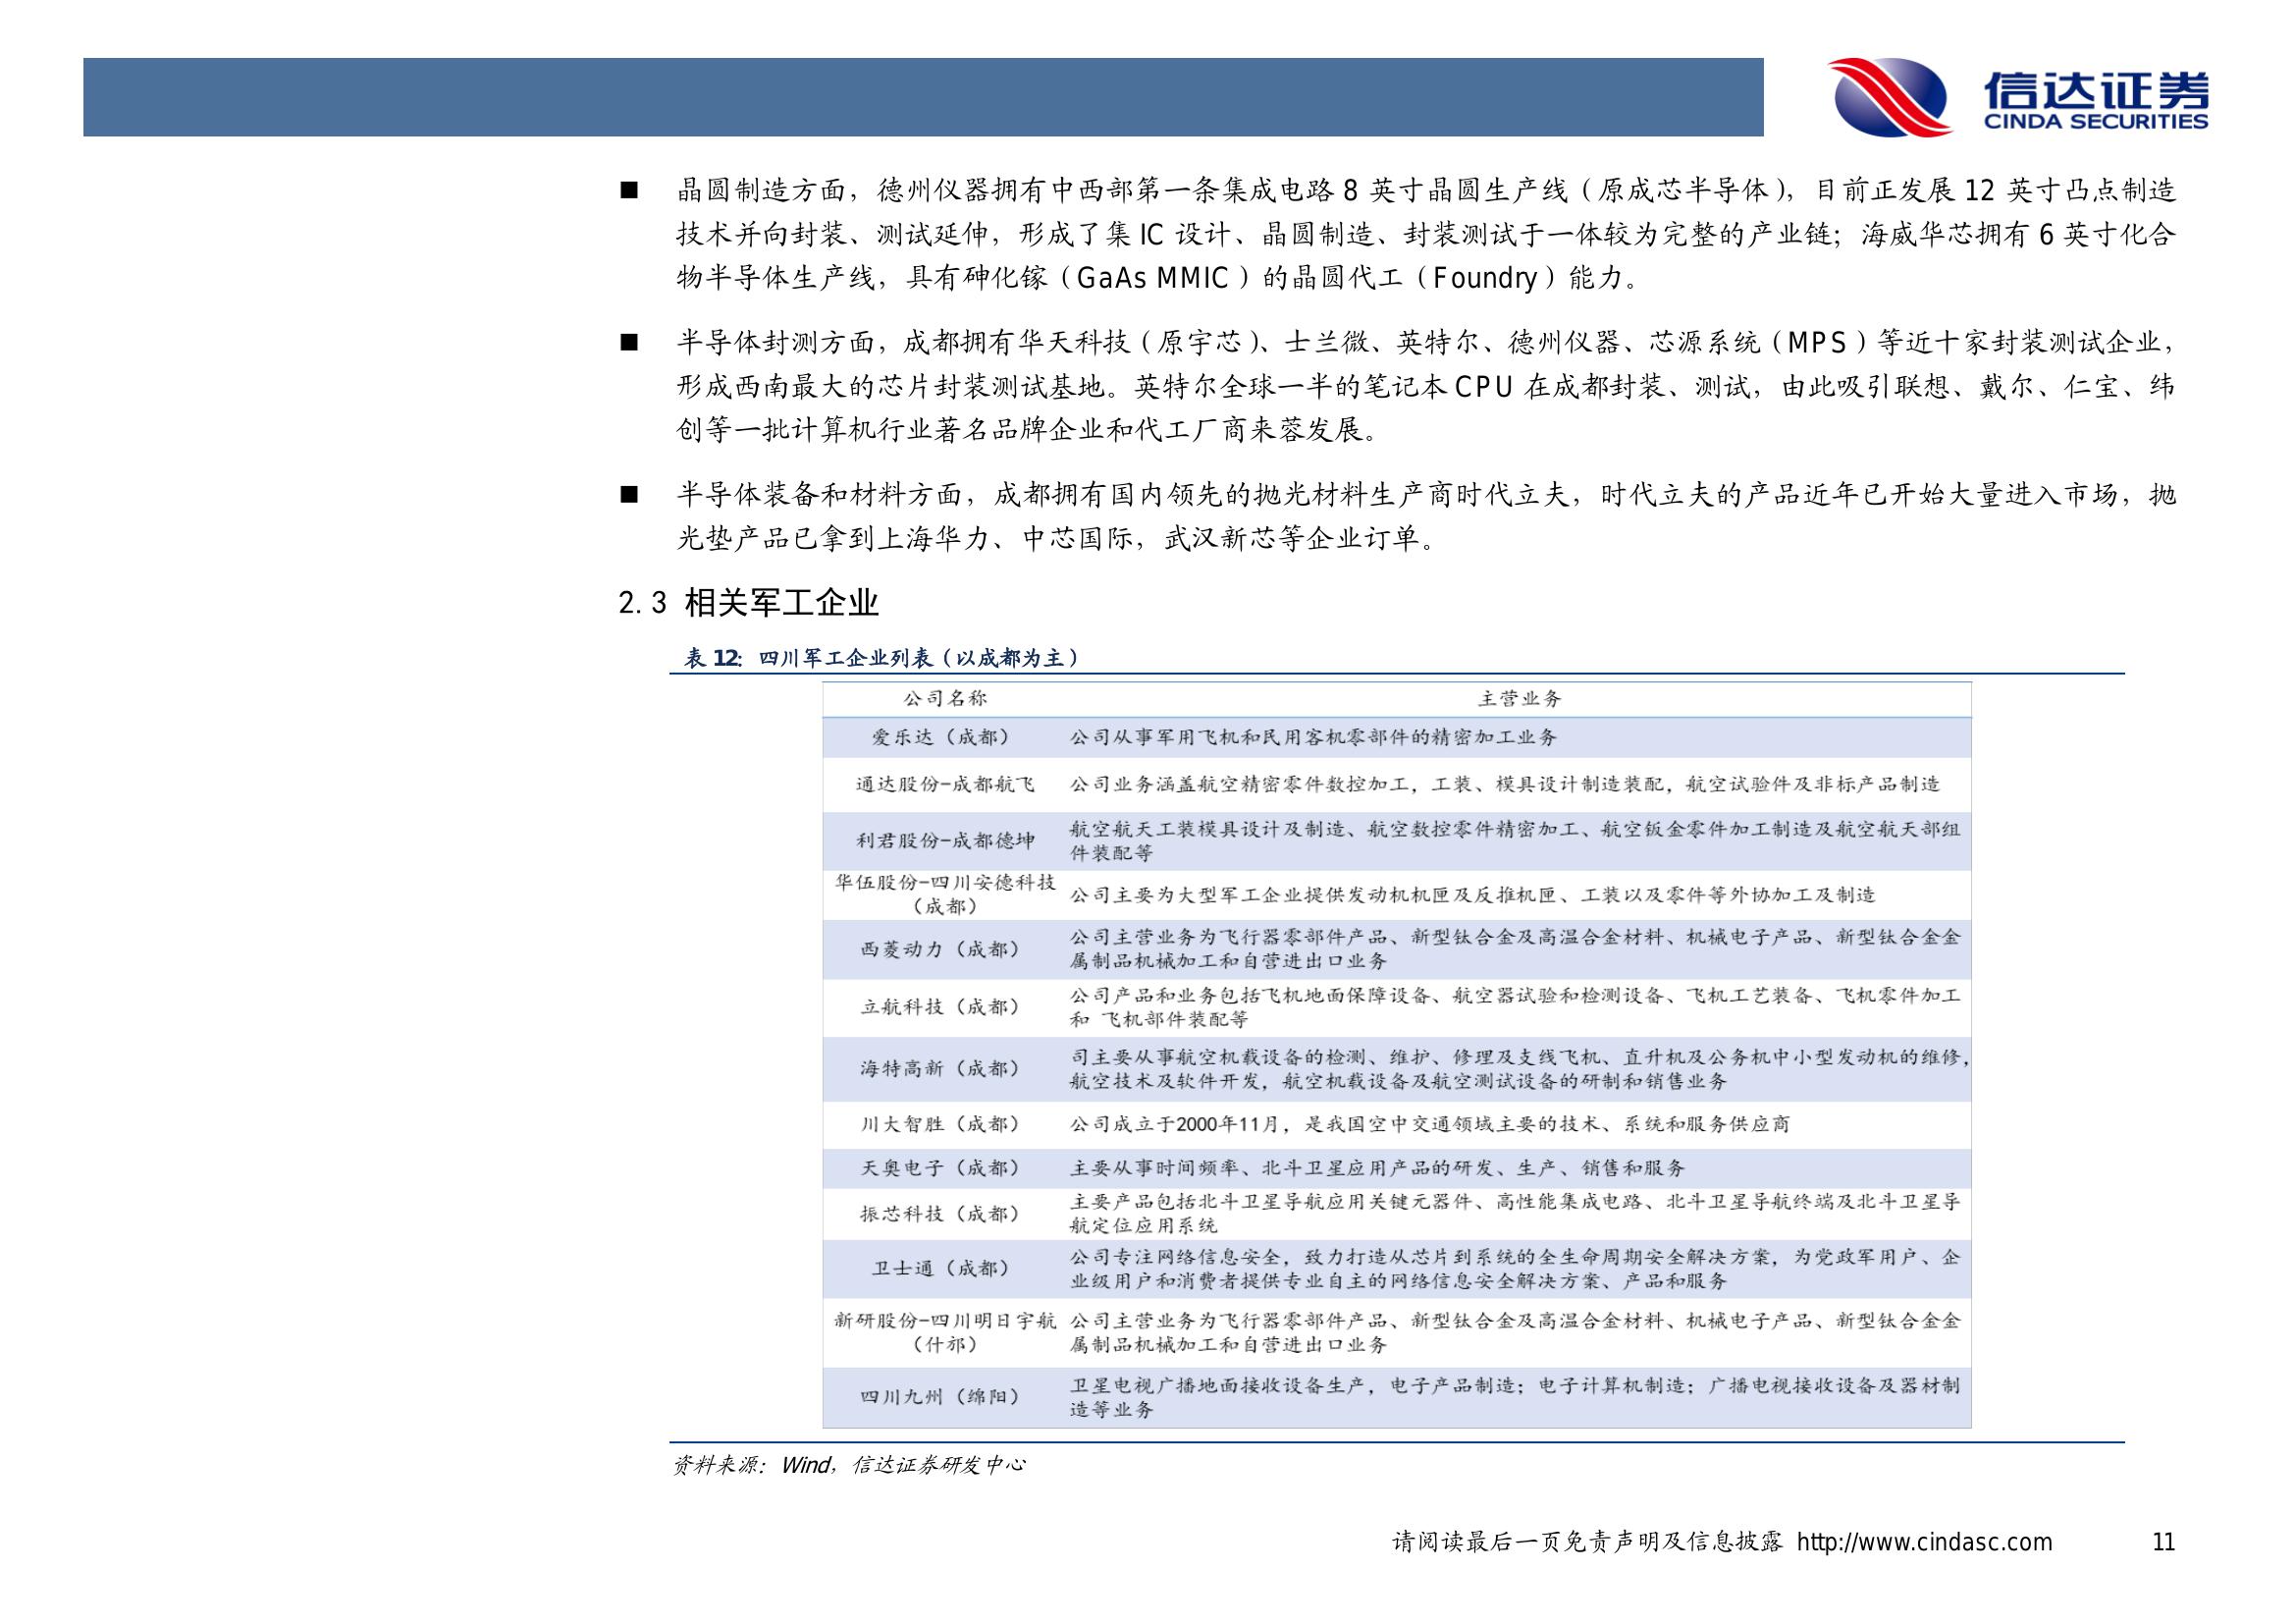 信达证券
CINDA SECURITIES
■ 晶圆制造方面，德州仪器拥有中西部第一条集成电路 8 英寸晶圆生产线（原成芯半导体），目前正发展 12 英寸凸点制造
技术并向封装、测试延伸，形成了集 IC 设计、晶圆制造、封装测试于一体较为完整的产业链；海威华芯拥有 6 英寸化合
物半导体生产线，具有砷化镓（GaAs MMIC）的晶圆代工（Foundry）能力。
■ 半导体封测方面，成都拥有华天科技（原宇芯）、士兰微、英特尔、德州仪器、芯源系统（MPS）等近十家封装测试企业，
形成西南最大的芯片封装测试基地。英特尔全球一半的笔记本 CPU 在成都封装、测试，由此吸引联想、戴尔、仁宝、纬
创等一批计算机行业著名品牌企业和代工厂商来蓉发展。
■ 半导体装备和材料方面，成都拥有国内领先的抛光材料生产商时代立夫，时代立夫的产品近年已开始大量进入市场，抛
光垫产品已拿到上海华力、中芯国际，武汉新芯等企业订单。
2.3 相关军工企业
表 12：四川军工企业列表（以成都为主）
公司名称 主营业务
爱乐达（成都） 公司从事军用飞机和民用客机零部件的精密加工业务
通达股份-成都航飞 公司业务涵盖航空精密零件数控加工，工装、模具设计制造装配，航空试验件及非标产品制造
利君股份-成都德坤 航空航天工装模具设计及制造、航空数控零件精密加工、航空钣金零件加工制造及航空航天部组
件装配等
华伍股份-四川安德科技
（成都） 公司主要为大型军工企业提供发动机机匣及反推机匣、工装以及零件等外协加工及制造
西菱动力（成都） 公司主营业务为飞行器零部件产品、新型钛合金及高温合金材料、机械电子产品、新型钛合金金
属制品机械加工和自营进出口业务
立航科技（成都） 公司产品和业务包括飞机地面保障设备、航空器试验和检测设备、飞机工艺装备、飞机零件加工
和 飞机部件装配等
海特高新（成都） 司主要从事航空机载设备的检测、维护、修理及支线飞机、直升机及公务机中小型发动机的维修，
航空技术及软件开发，航空机载设备及航空测试设备的研制和销售业务
川大智胜（成都） 公司成立于2000年11月，是我国空中交通领域主要的技术、系统和服务供应商
天奥电子（成都） 主要从事时间频率、北斗卫星应用产品的研发、生产、销售和服务
振芯科技（成都） 主要产品包括北斗卫星导航应用关键元器件、高性能集成电路、北斗卫星导航终端及北斗卫星导
航定位应用系统
卫士通（成都） 公司专注网络信息安全，致力打造从芯片到系统的全生命周期安全解决方案，为党政军用户、企
业级用户和消费者提供专业自主的网络信息安全解决方案、产品和服务
新研股份-四川明日宇航
（什邡） 公司主营业务为飞行器零部件产品、新型钛合金及高温合金材料、机械电子产品、新型钛合金金
属制品机械加工和自营进出口业务
四川九州（绵阳） 卫星电视广播地面接收设备生产，电子产品制造；电子计算机制造；广播电视接收设备及器材制
造等业务
资料来源：Wind，信达证券研发中心
请阅读最后一页免责声明及信息披露 http://www.cindasc.com 11